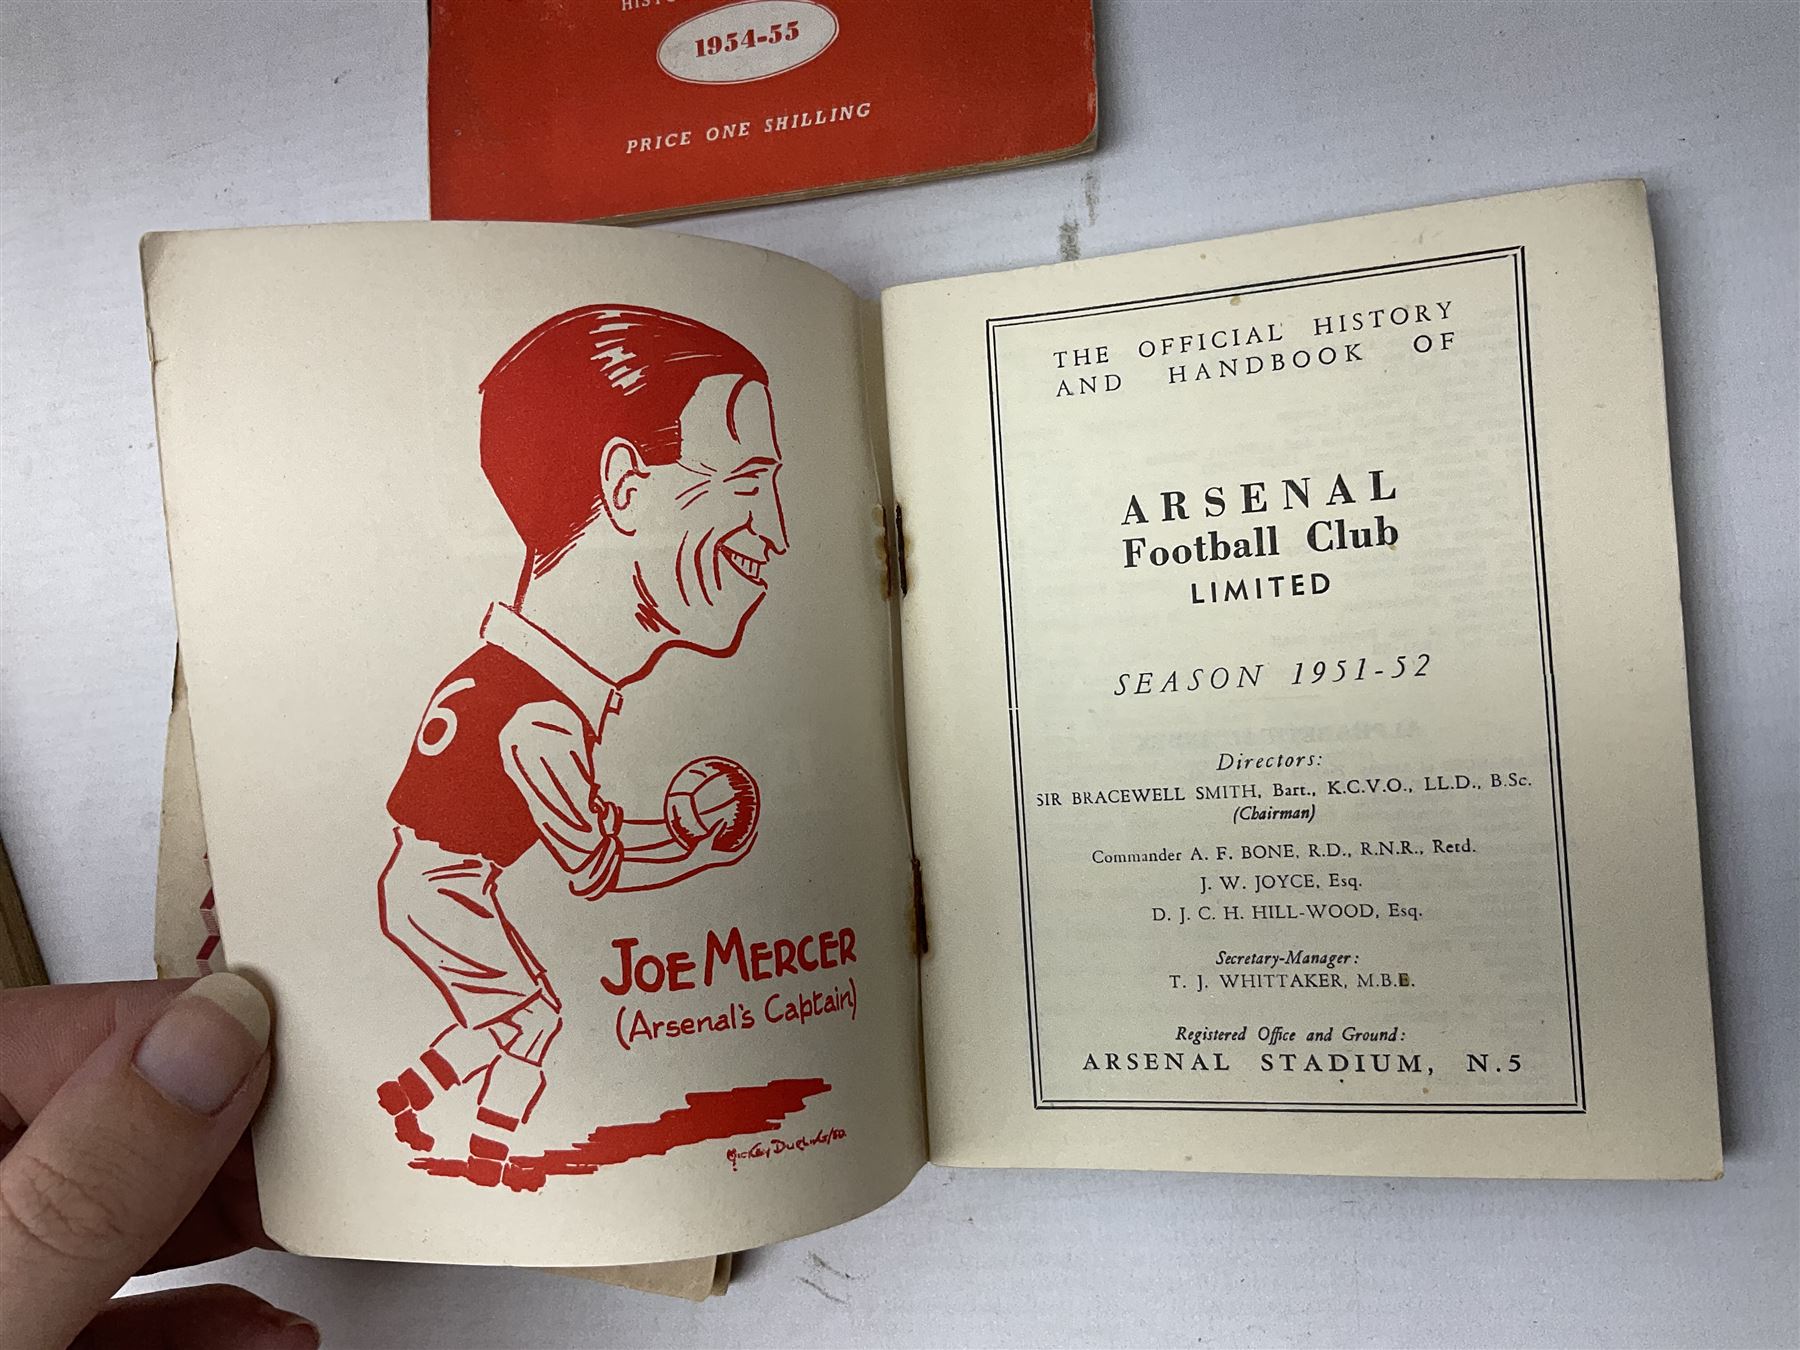 1954-55
PRICE ONE SHILLING
6
JOE MERCER
(Arsenal's Captain)
THE OFFICIAL HISTORY
AND HANDBOOK OF
ARSENAL
Football Club
LIMITED
SEASON 1951-52
Directors:
SIR BRACEWELL SMITH, Bart., K.C.V.O., LL.D., B.Sc.
(Chairman)
Commander A. F. BONE, R.D., R.N.R., Retd.
J. W. JOYCE, Esq.
D. J. C. H. HILL-WOOD, Esq.
Secretary-Manager:
T. J. WHITTAKER, M.B.E.
Registered Office and Ground:
ARSENAL STADIUM, N.5